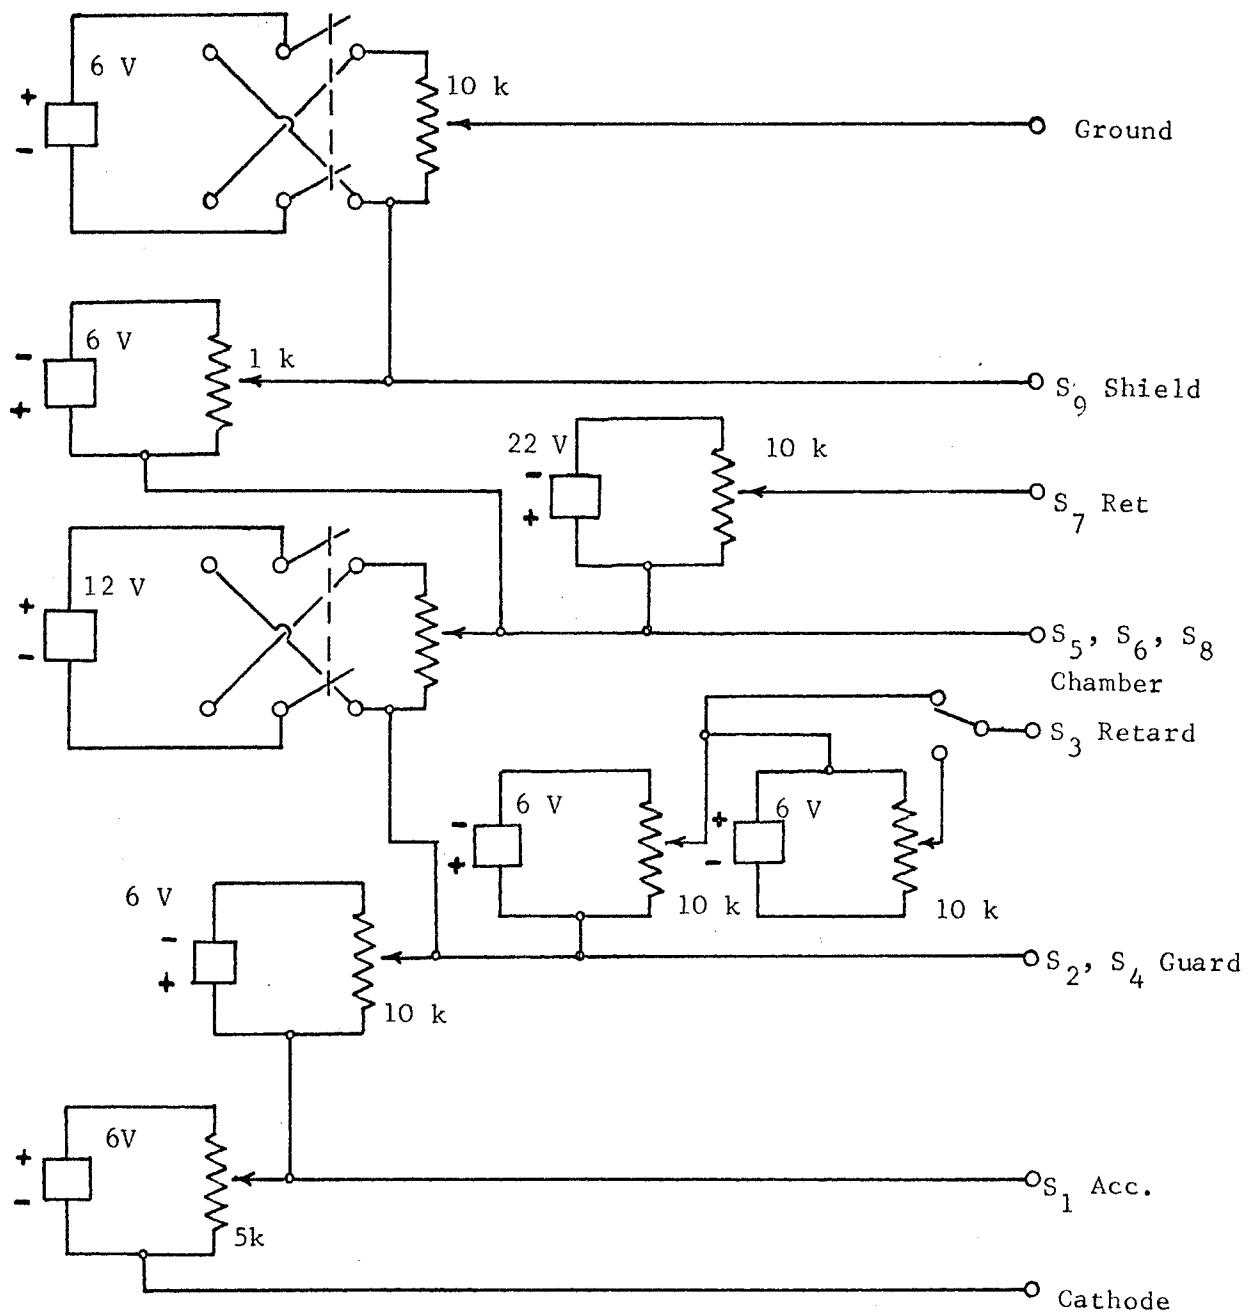 6 V
+
-
10 k
Ground
6 V
-
+
1 k
S9 Shield
22 V
-
+
10 k
S7 Ret
12 V
+
-
S5, S6, S8
Chamber
S3 Retard
6 V
-
+
10 k
6 V
+
-
10 k
6 V
-
+
10 k
S2, S4 Guard
6V
+
-
5k
S1 Acc.
Cathode